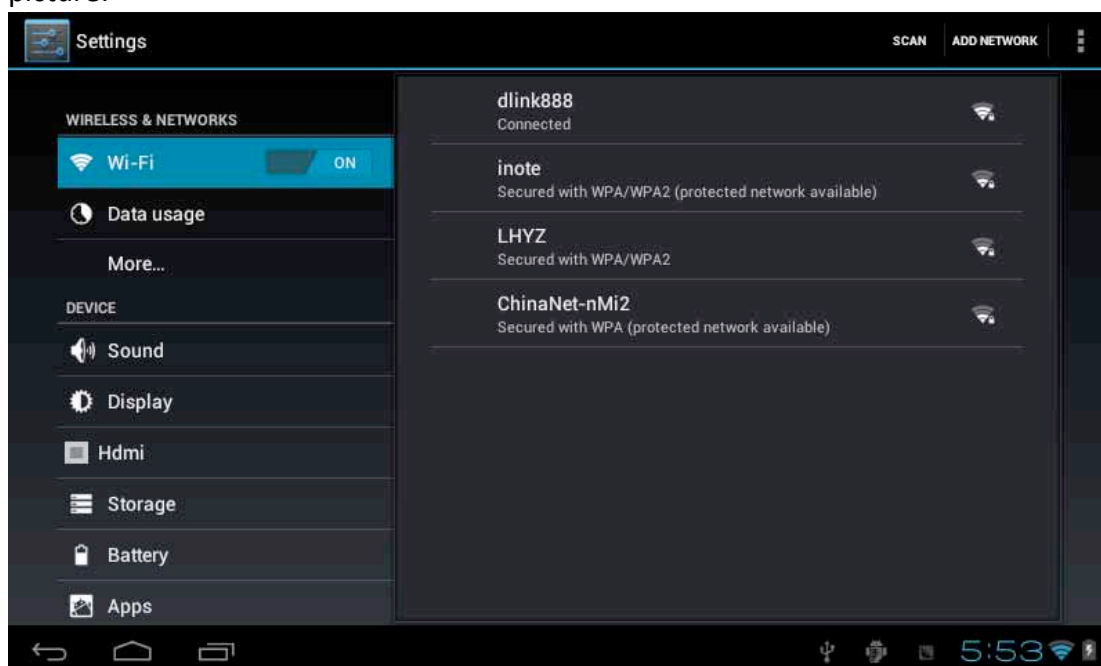 picture.
Settings
SCAN
ADD NETWORK
WIRELESS & NETWORKS
Wi-Fi
ON
Data usage
More...
DEVICE
Sound
Display
Hdmi
Storage
Battery
Apps
dlink888
Connected
inote
Secured with WPA/WPA2 (protected network available)
LHYZ
Secured with WPA/WPA2
ChinaNet-nMi2
Secured with WPA (protected network available)
5:53